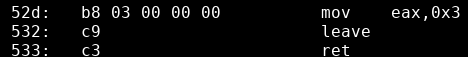 52d:   b8 03 00 00 00          mov    eax,0x3
532:   c9                      leave
533:   c3                      ret